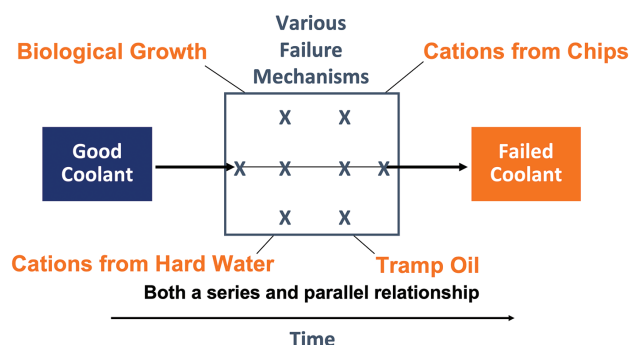 Various
Failure
Mechanisms
Biological Growth
Cations from Chips
Good
Coolant
X X
X X X X
X X
Failed
Coolant
Cations from Hard Water
Tramp Oil
Both a series and parallel relationship
Time